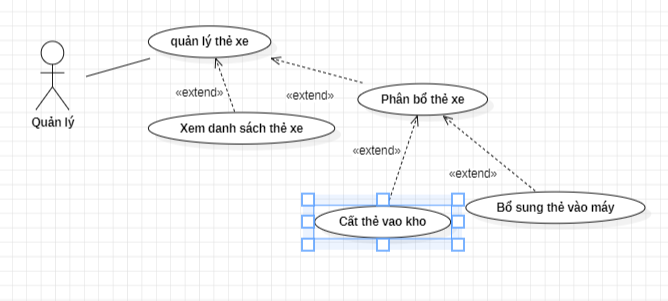 quản lý thẻ xe
«extend»
«extend»
Phân bổ thẻ xe
Quản lý
Xem danh sách thẻ xe
«extend»
«extend»
Cất thẻ vao kho
Bổ sung thẻ vào máy